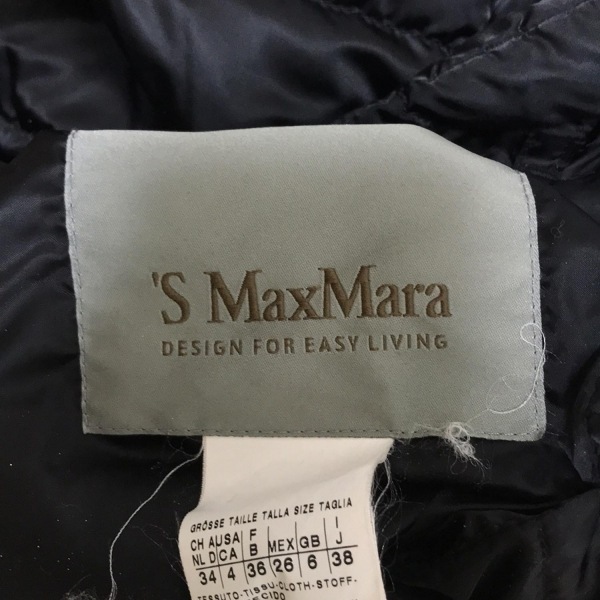 'S MaxMara
DESIGN FOR EASY LIVING
GRÖSSE TAILLE TALLA SIZE TAGLIA
CH A USA F I
NL D CA B MEX GB J
34 4 36 26 6 38
TESSUTO-TISSU-CLOTH-STOFF-